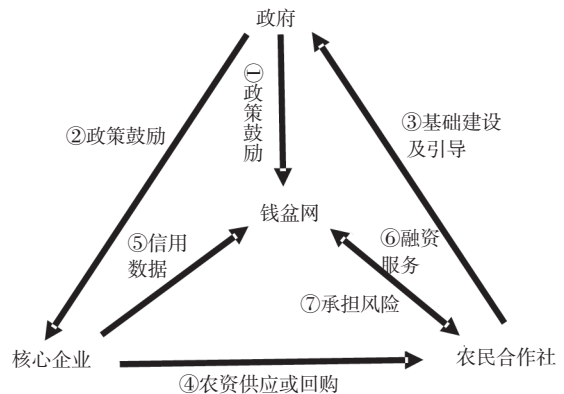 政府
①政策鼓励
②政策鼓励
③基础建设
及引导
钱盆网
⑤信用
数据
⑥融资
服务
⑦承担风险
核心企业
农民合作社
④农资供应或回购